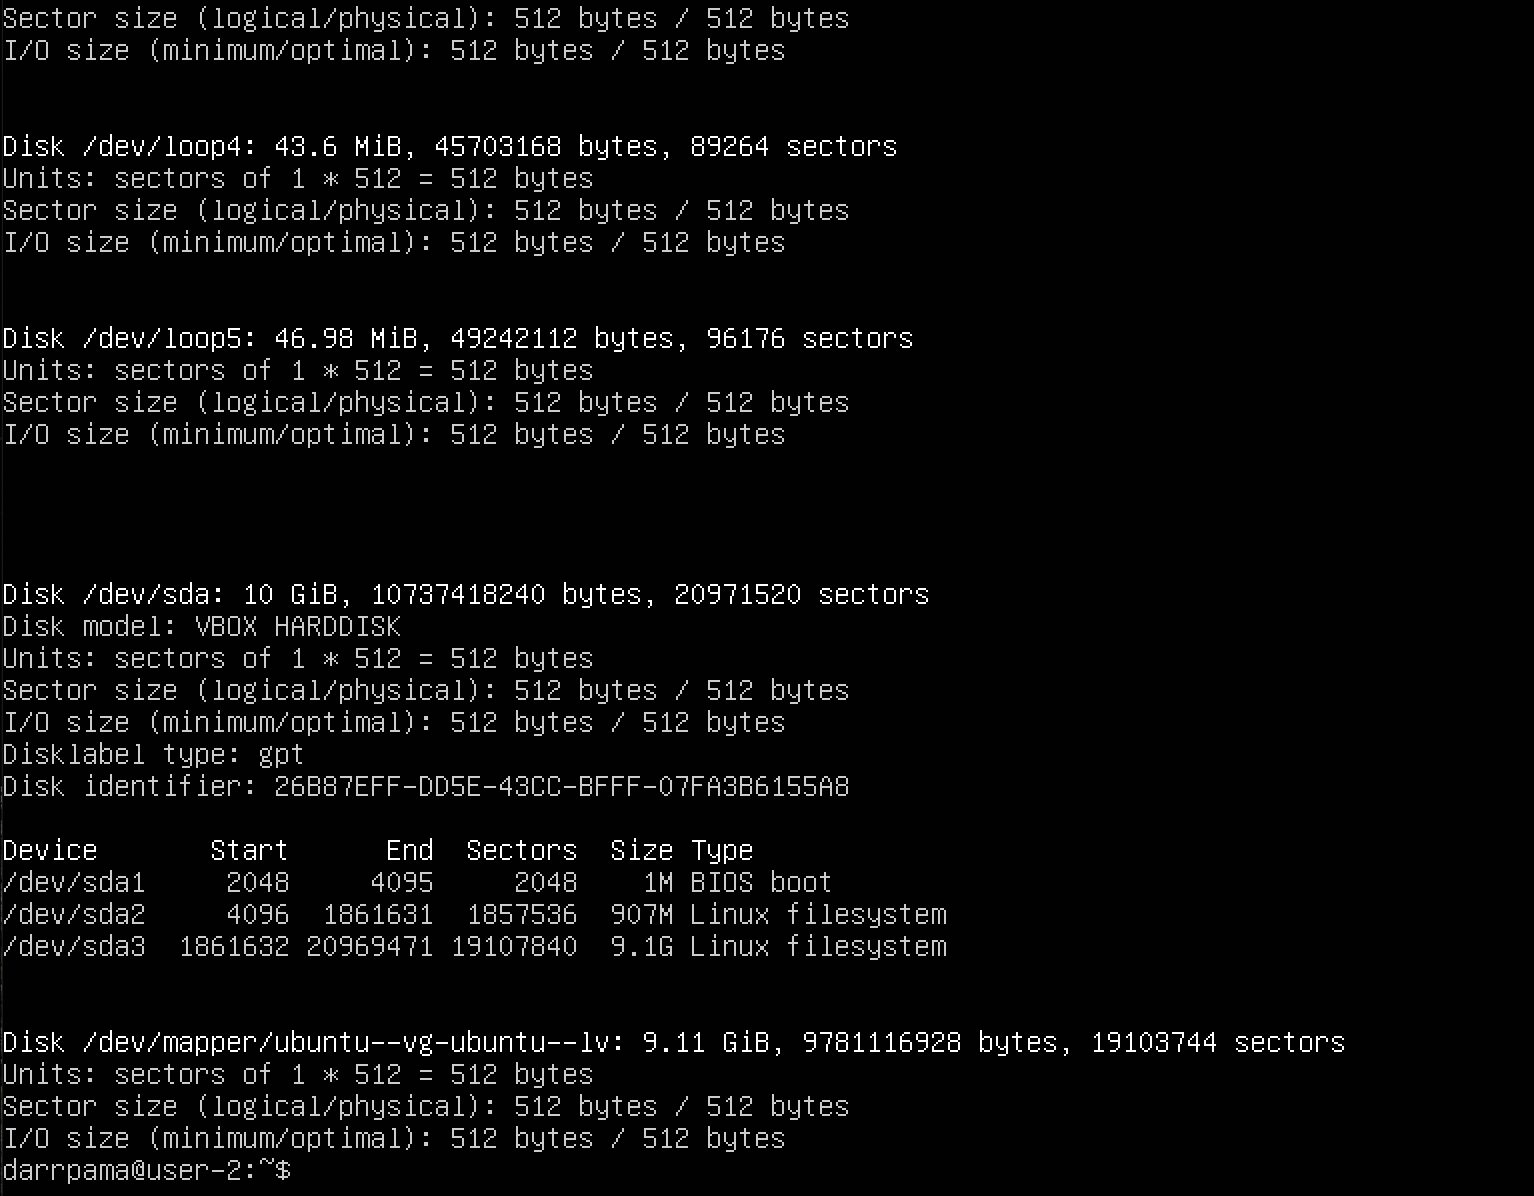 Sector size (logical/physical): 512 bytes / 512 bytes
I/O size (minimum/optimal): 512 bytes / 512 bytes
Disk /dev/loop4: 43.6 MiB, 45703168 bytes, 89264 sectors
Units: sectors of 1 * 512 = 512 bytes
Sector size (logical/physical): 512 bytes / 512 bytes
I/O size (minimum/optimal): 512 bytes / 512 bytes
Disk /dev/loop5: 46.98 MiB, 49242112 bytes, 96176 sectors
Units: sectors of 1 * 512 = 512 bytes
Sector size (logical/physical): 512 bytes / 512 bytes
I/O size (minimum/optimal): 512 bytes / 512 bytes
Disk /dev/sda: 10 GiB, 10737418240 bytes, 20971520 sectors
Disk model: VBOX HARDDISK
Units: sectors of 1 * 512 = 512 bytes
Sector size (logical/physical): 512 bytes / 512 bytes
I/O size (minimum/optimal): 512 bytes / 512 bytes
Disklabel type: gpt
Disk identifier: 26B87EFF-DD5E-43CC-BFFF-07FA3B6155A8
Device Start End Sectors Size Type
/dev/sda1 2048 4095 2048 1M BIOS boot
/dev/sda2 4096 1861631 1857536 907M Linux filesystem
/dev/sda3 1861632 20969471 19107840 9.1G Linux filesystem
Disk /dev/mapper/ubuntu--vg-ubuntu--lv: 9.11 GiB, 9781116928 bytes, 19103744 sectors
Units: sectors of 1 * 512 = 512 bytes
Sector size (logical/physical): 512 bytes / 512 bytes
I/O size (minimum/optimal): 512 bytes / 512 bytes
darrpama@user-2:~$